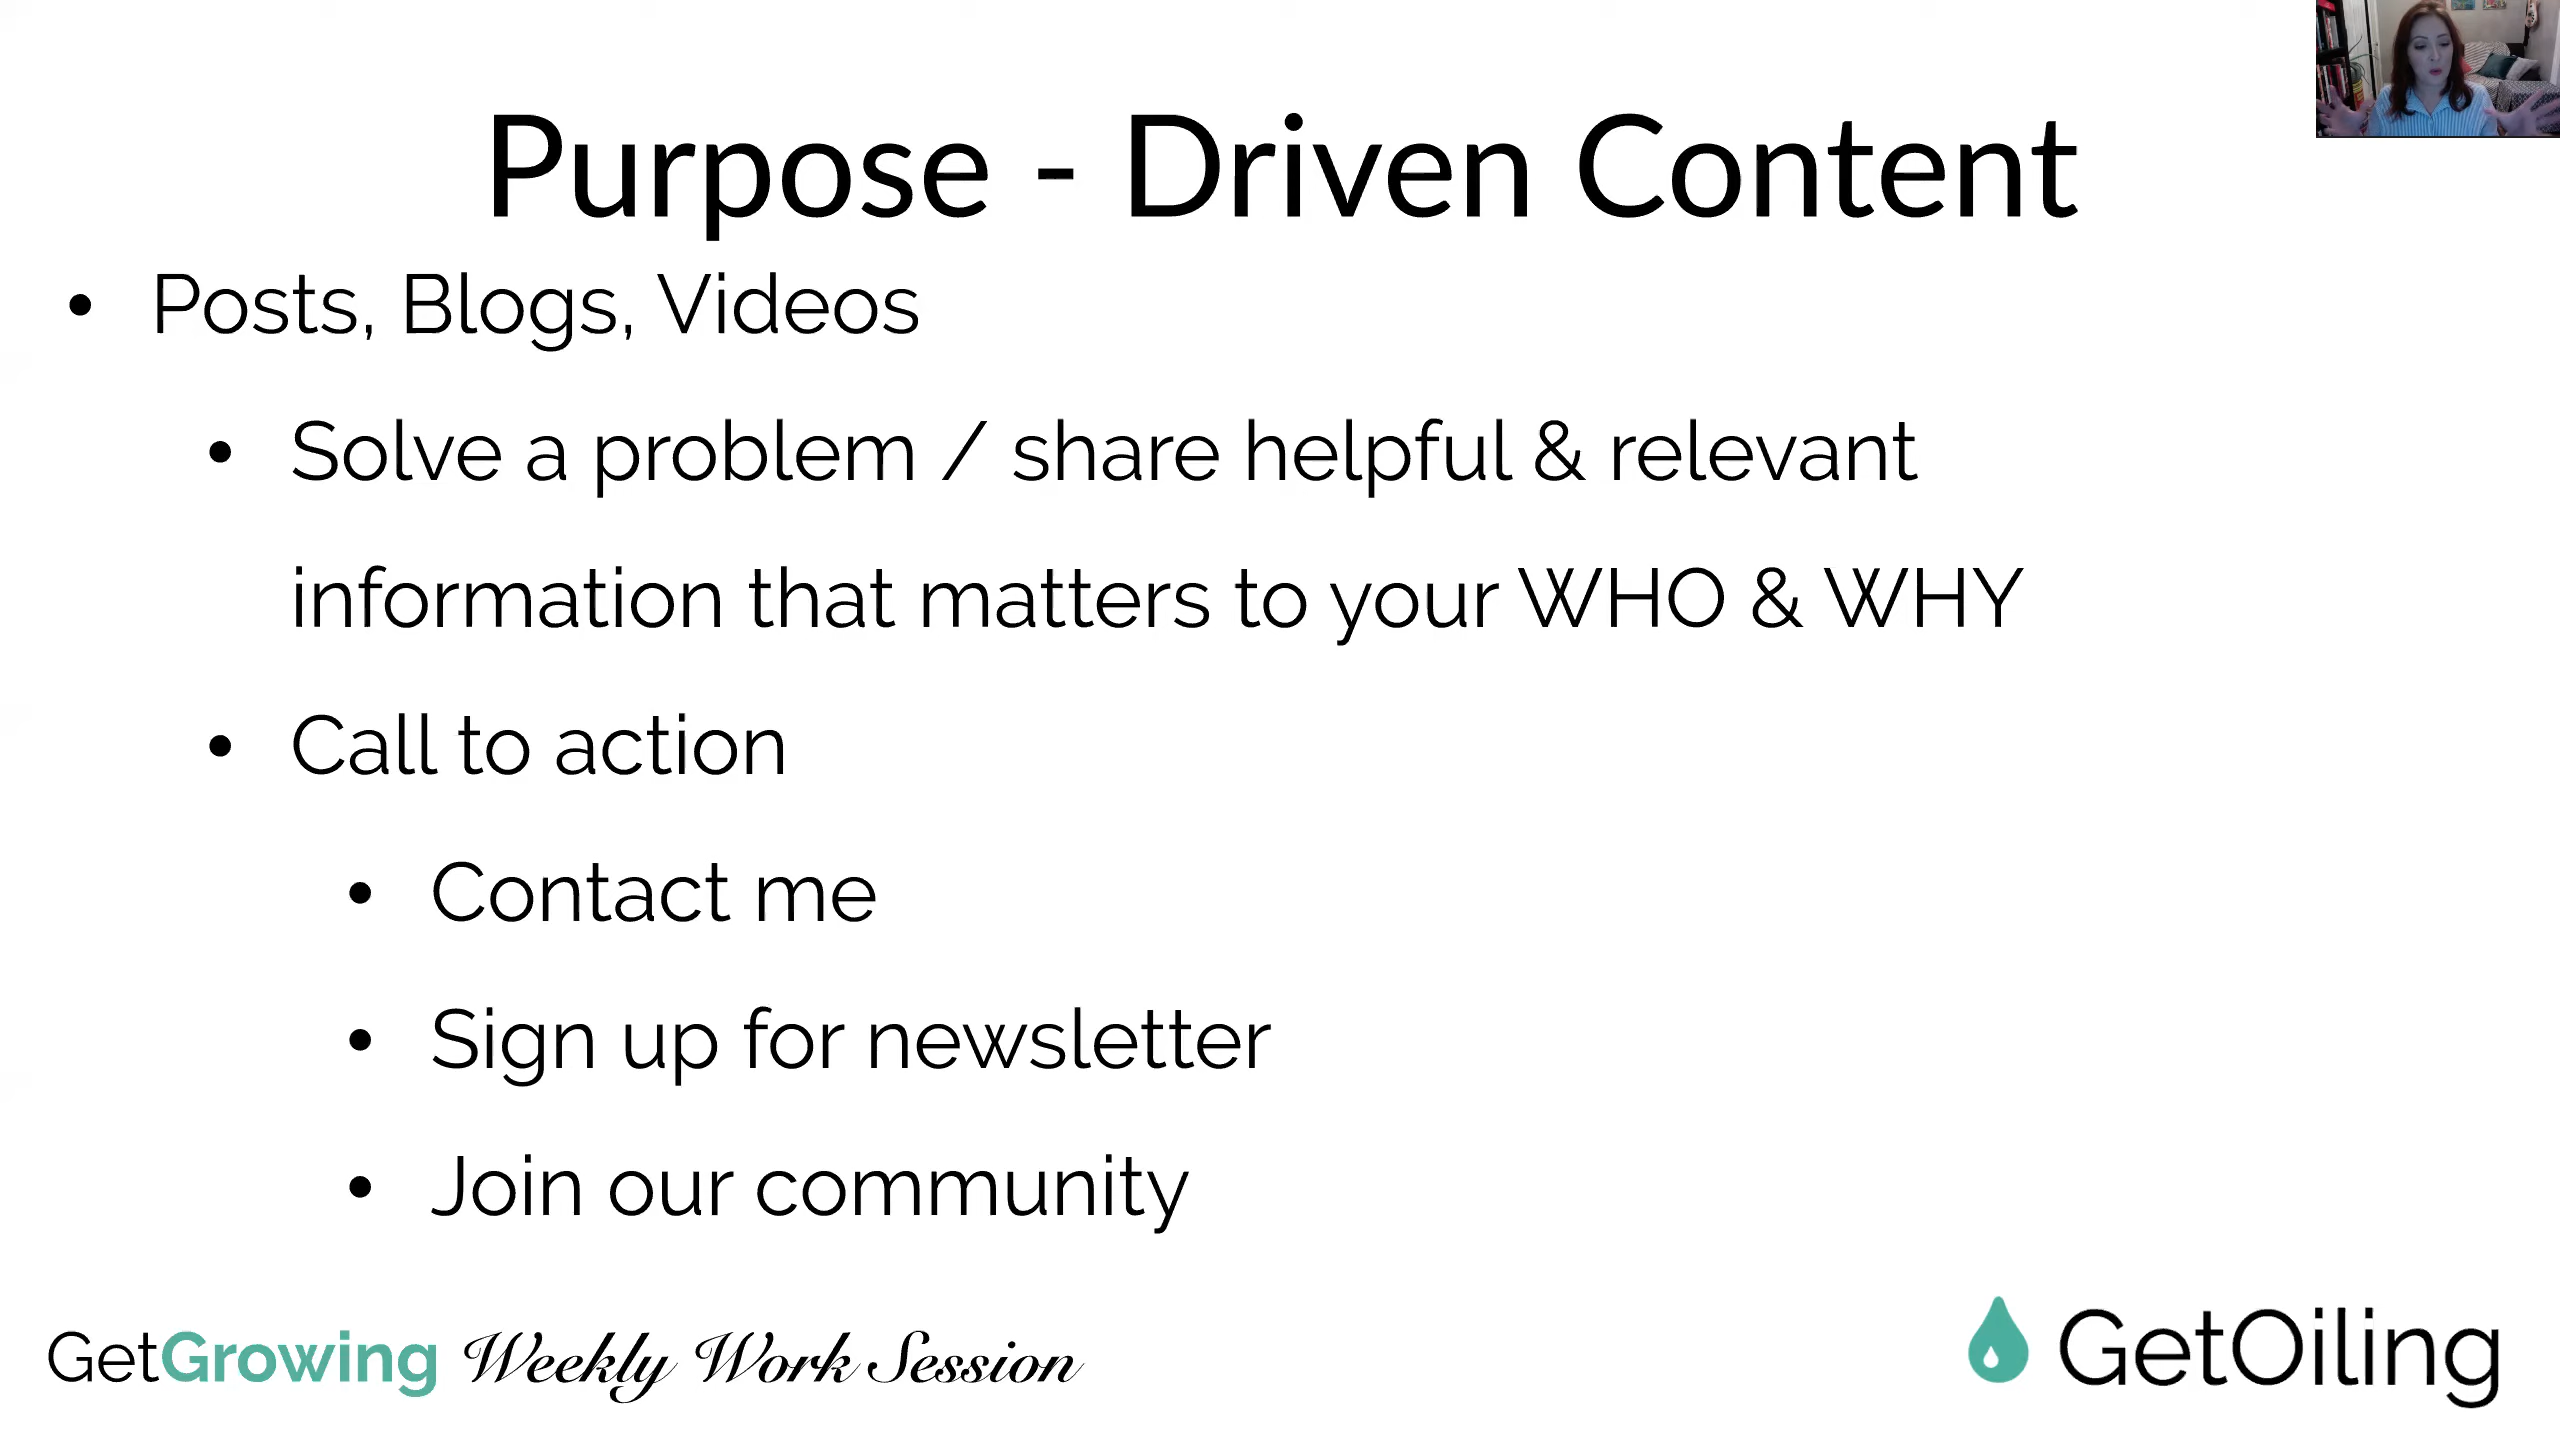 Purpose - Driven Content
• Posts, Blogs, Videos
• Solve a problem / share helpful & relevant
information that matters to your WHO & WHY
• Call to action
• Contact me
• Sign up for newsletter
• Join our community
GetGrowing Weekly Work Session
GetOiling